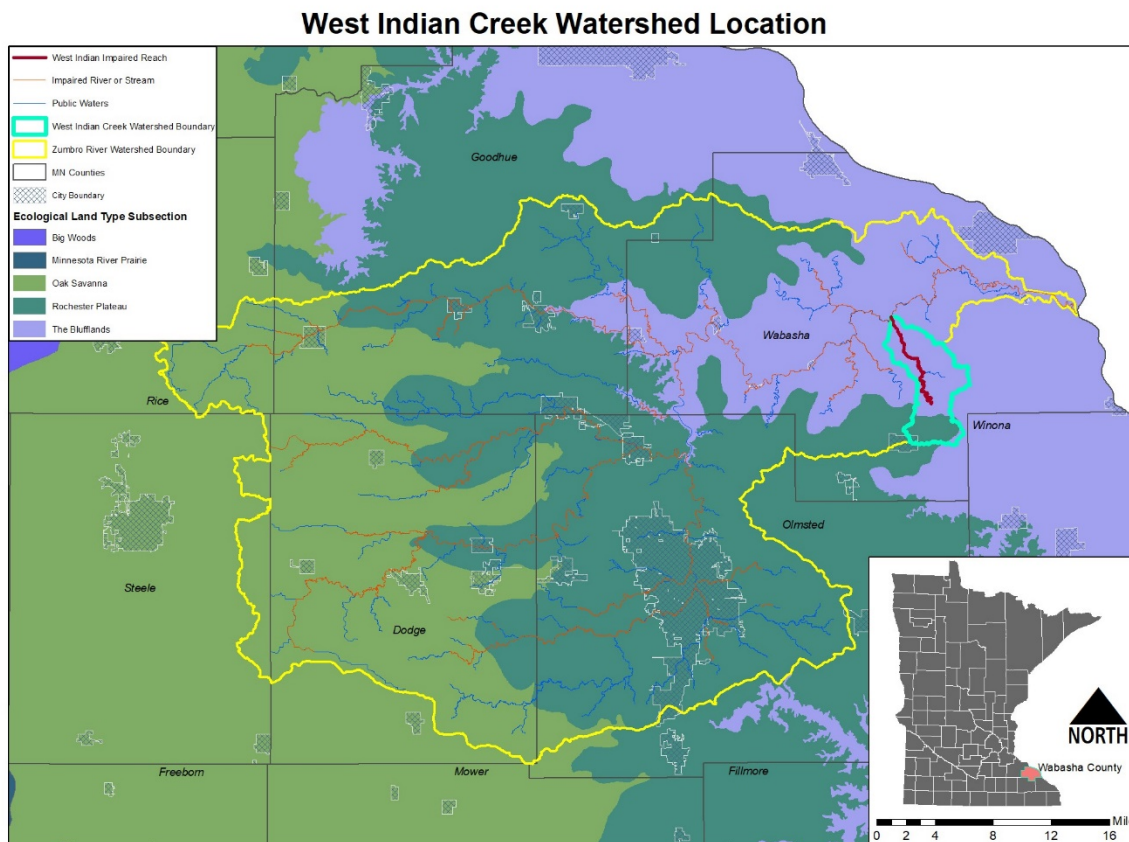 West Indian Creek Watershed Location
West Indian Impaired Reach
Impaired River or Stream
Public Waters
West Indian Creek Watershed Boundary
Zumbro River Watershed Boundary
MN Counties
City Boundary
Ecological Land Type Subsection
Big Woods
Minnesota River Prairie
Oak Savanna
Rochester Plateau
The Blufflands
Goodhue
Wabasha
Rice
Winona
Olmsted
Steele
Dodge
Freeborn
Mower
Fillmore
NORTH
Wabasha County
Mile
0 1 2 4 8 12 16